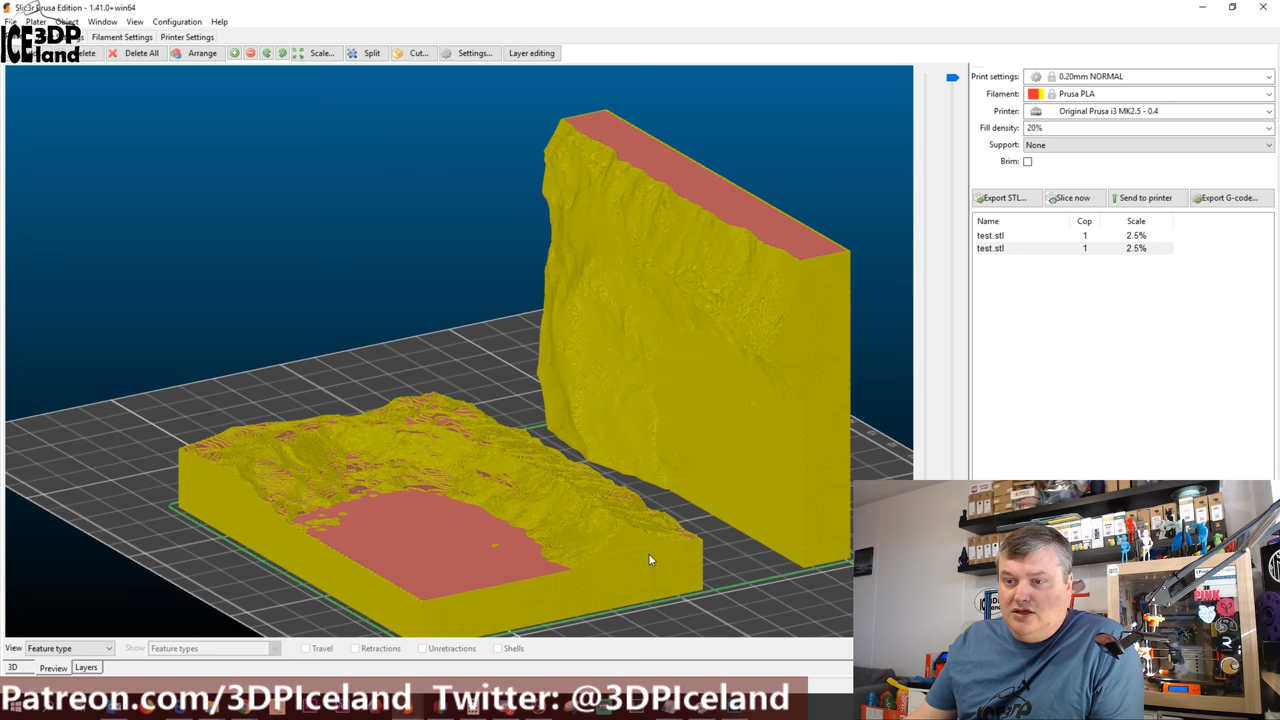 Slic3r Prusa Edition - 1.41.0+win64
File Plater Object Window View Configuration Help
ICE 3DP land
Filament Settings Printer Settings
Delete Delete All Arrange Scale... Split Cut... Settings... Layer editing
Print settings: 0.20mm NORMAL
Filament: Prusa PLA
Printer: Original Prusa i3 MK2.5 - 0.4
Fill density: 20%
Support: None
Brim:
Export STL... Slice now Send to printer Export G-code...
Name Cop Scale
test.stl 1 2.5%
test.stl 1 2.5%
View Feature type Show Feature types Travel Retractions Unretractions Shells
3D Preview Layers
Patreon.com/3DPIceland Twitter: @3DPIceland